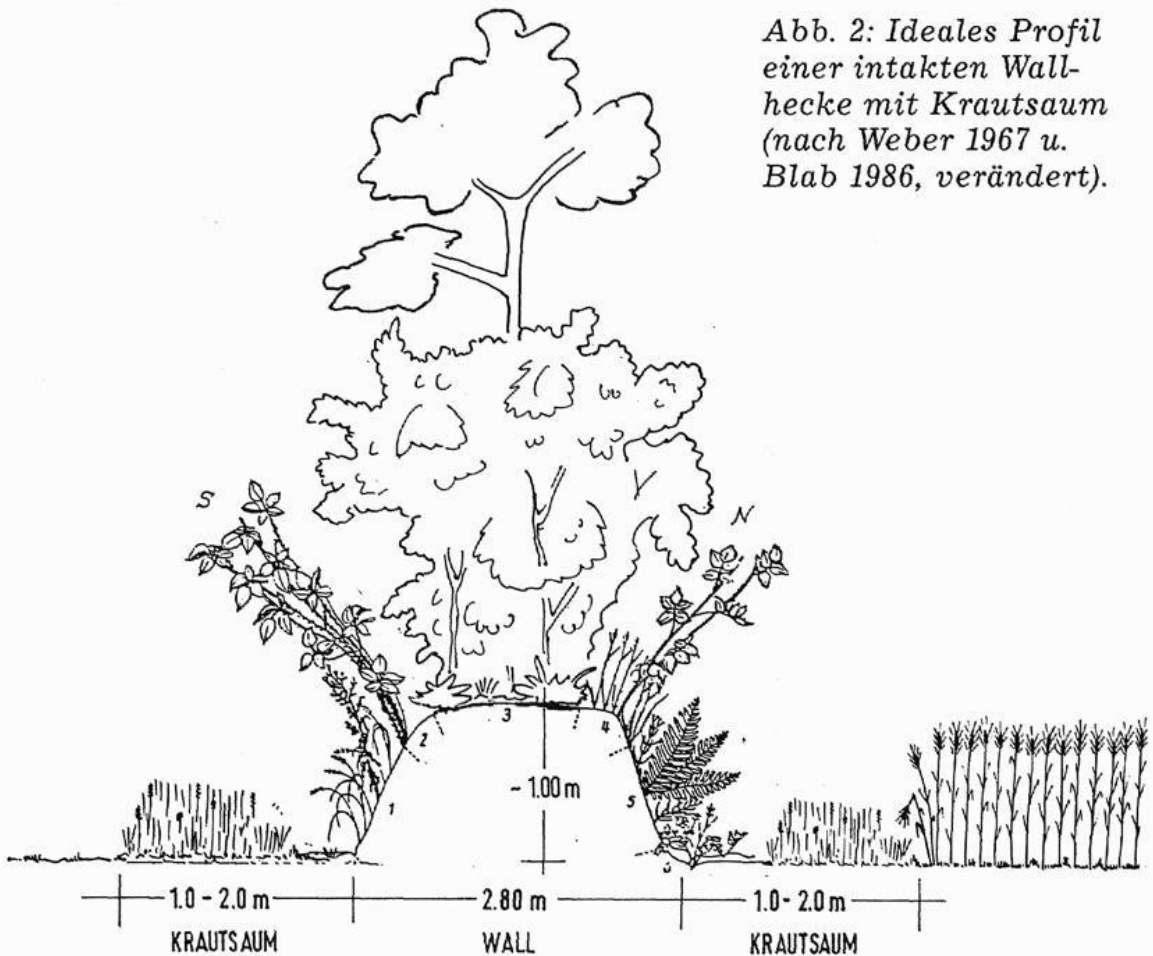 Abb. 2: Ideales Profil
einer intakten Wall-
hecke mit Krautsaum
(nach Weber 1967 u.
Blab 1986, verändert).
S
N
3
2
4
1
~ 1.00 m
5
1.0 - 2.0 m
2.80 m
1.0 - 2.0 m
KRAUTSAUM
WALL
KRAUTSAUM